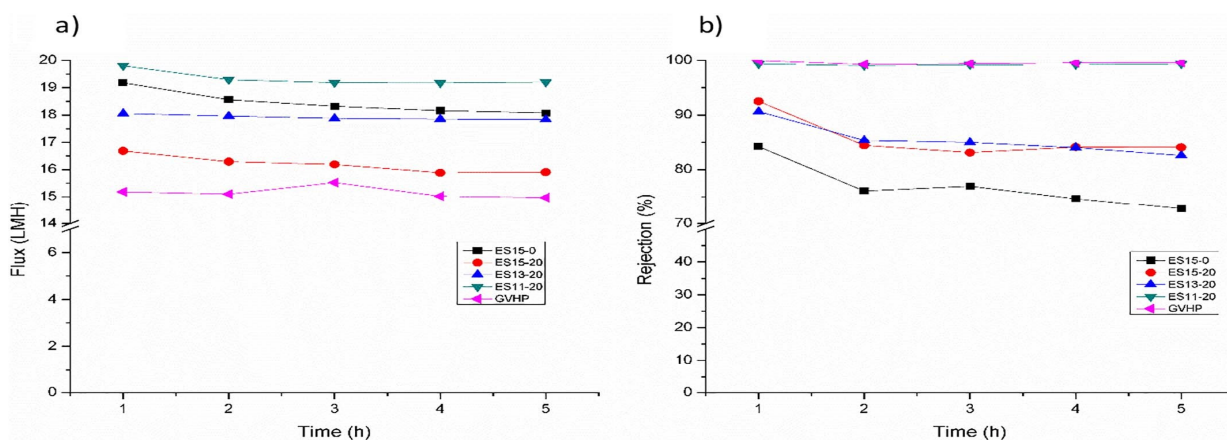 a)
20
19
18
17
16
15
14
6
4
2
0
Flux (LMH)
1 2 3 4 5
Time (h)
ES15-0
ES15-20
ES13-20
ES11-20
GVHP
b)
100
90
80
70
40
30
20
10
0
Rejection (%)
1 2 3 4 5
Time (h)
ES15-0
ES15-20
ES13-20
ES11-20
GVHP